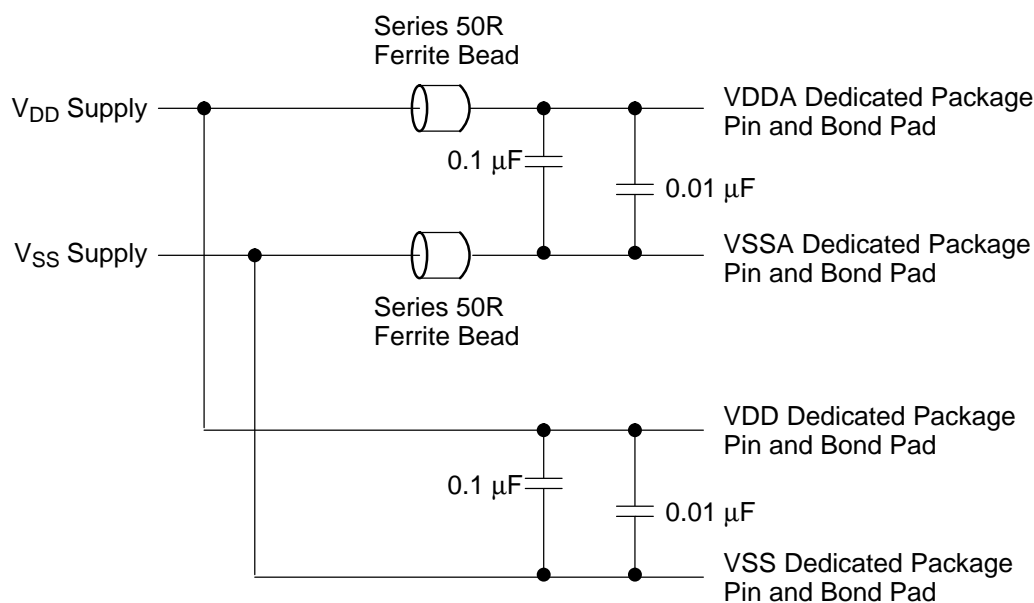 Series 50R
Ferrite Bead
VDD Supply
VDDA Dedicated Package
Pin and Bond Pad
0.1 μF
0.01 μF
VSS Supply
VSSA Dedicated Package
Pin and Bond Pad
Series 50R
Ferrite Bead
VDD Dedicated Package
Pin and Bond Pad
0.1 μF
0.01 μF
VSS Dedicated Package
Pin and Bond Pad